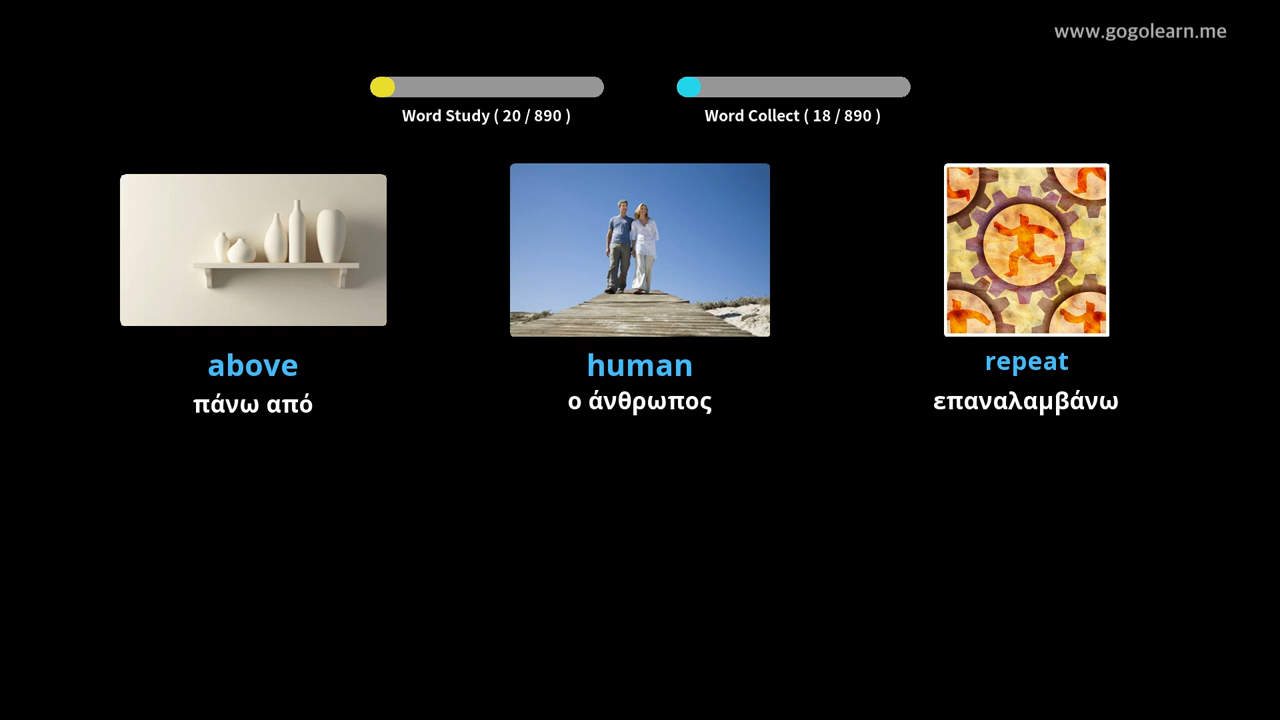 www.gogolearn.me
Word Study ( 20 / 890 )
Word Collect ( 18 / 890 )
above
πάνω από
human
ο άνθρωπος
repeat
επαναλαμβάνω